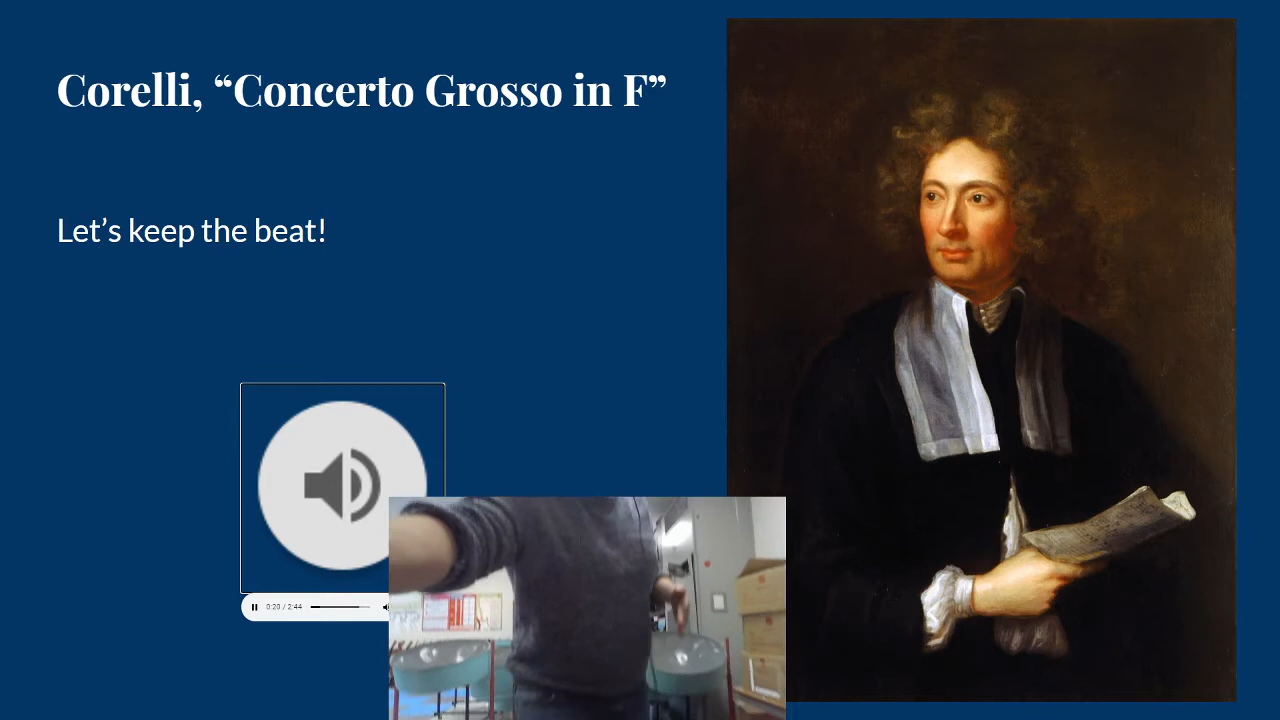 Corelli, “Concerto Grosso in F”
Let’s keep the beat!
0:20 / 2:44